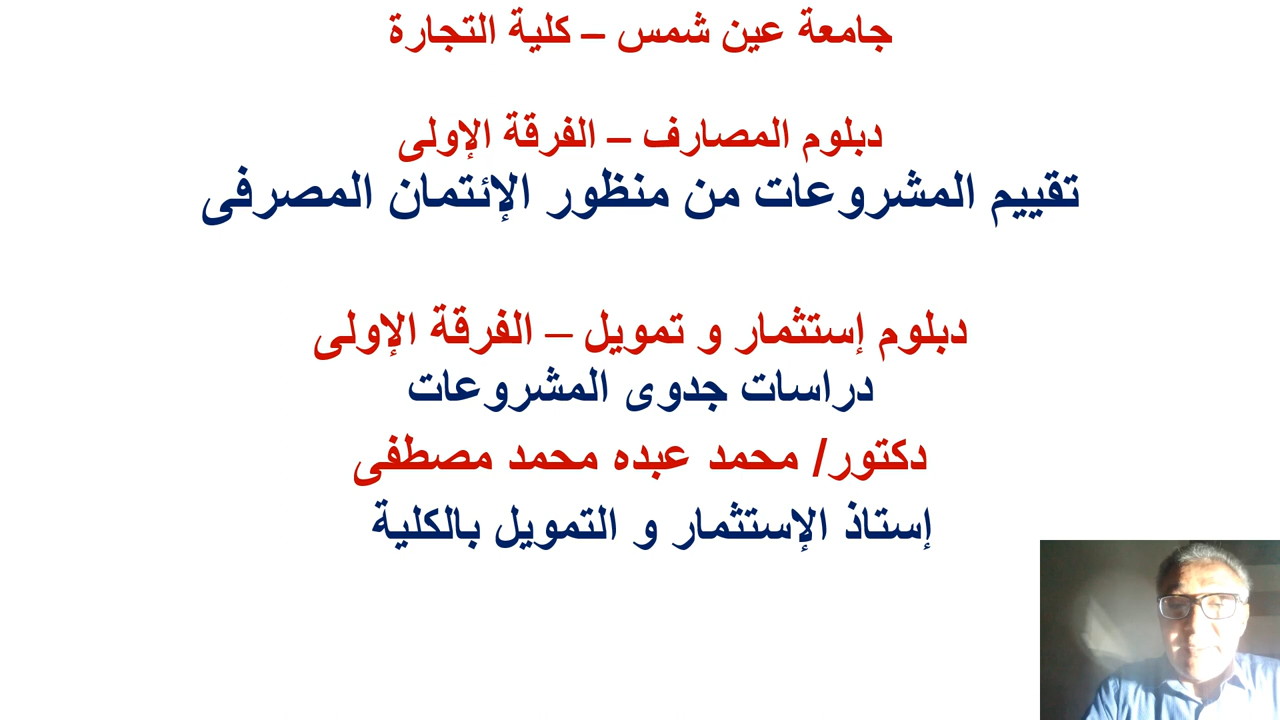 جامعة عين شمس – كلية التجارة
دبلوم المصارف – الفرقة الإولى
تقييم المشروعات من منظور الإئتمان المصرفى
دبلوم إستثمار و تمويل – الفرقة الإولى
دراسات جدوى المشروعات
دكتور/ محمد عبده محمد مصطفى
إستاذ الإستثمار و التمويل بالكلية